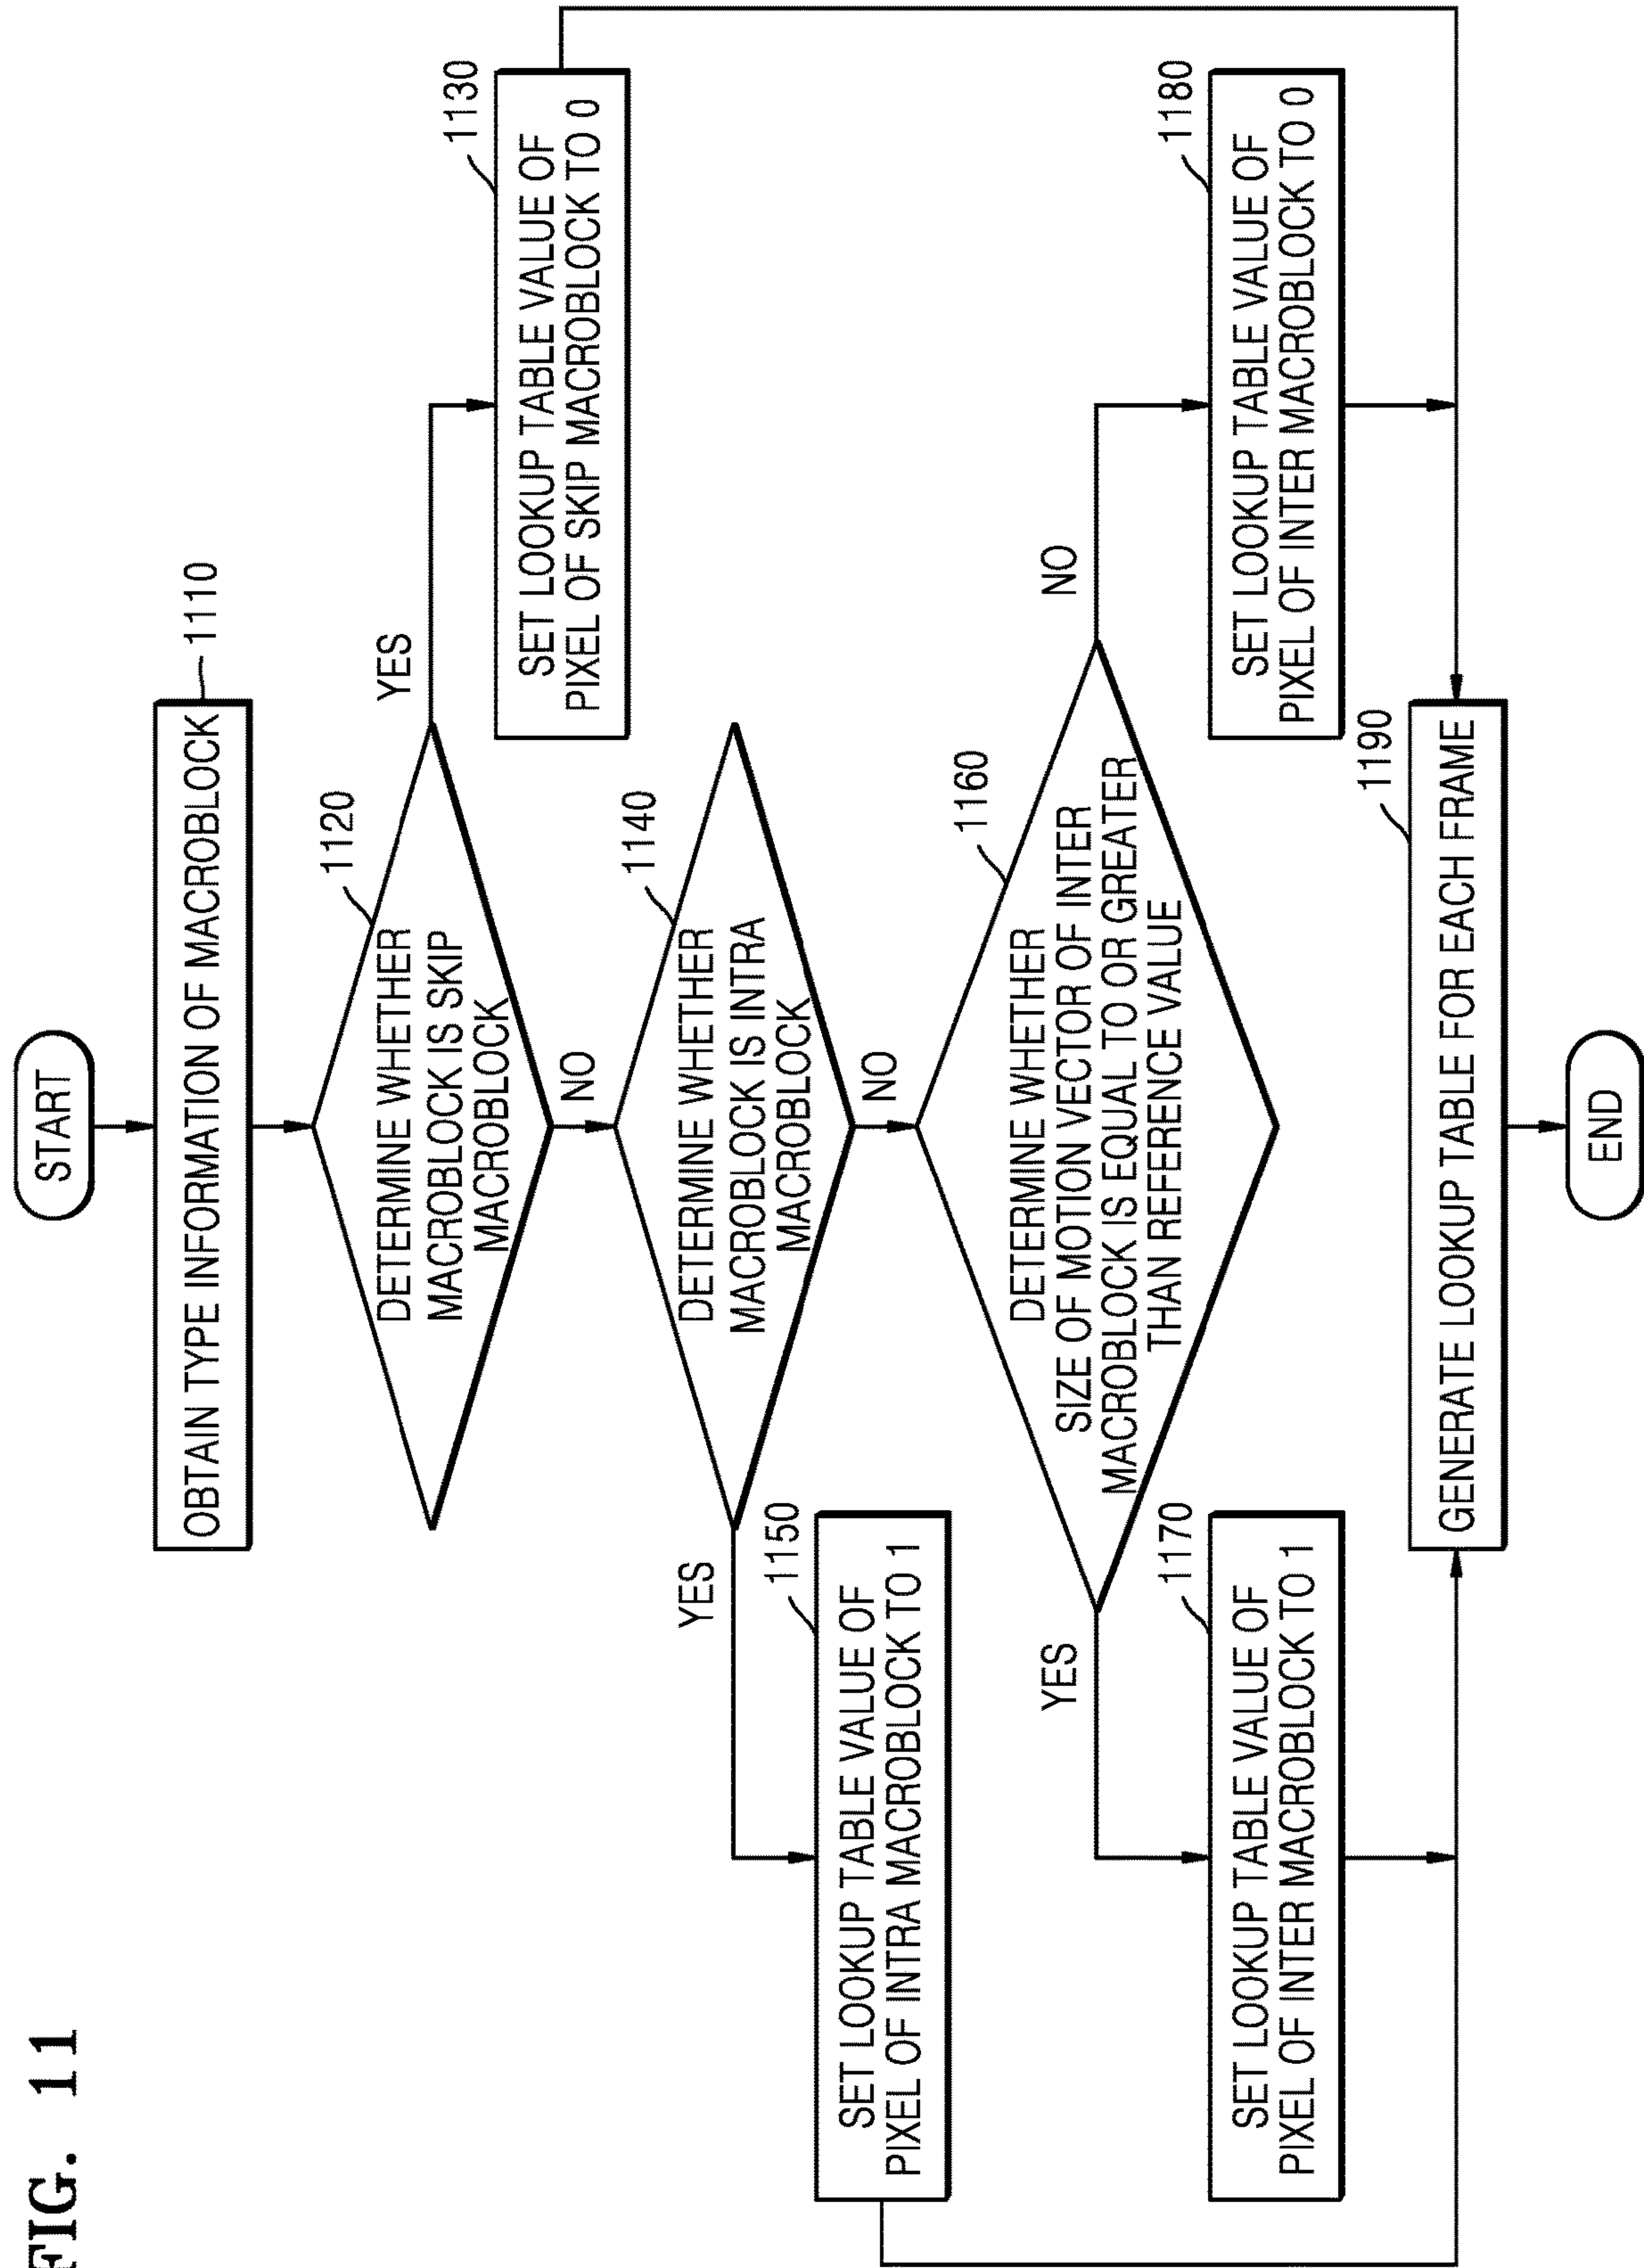 FIG. 11
START
OBTAIN TYPE INFORMATION OF MACROBLOCK
1110
1120
DETERMINE WHETHER
MACROBLOCK IS SKIP
MACROBLOCK
YES
1130
SET LOOKUP TABLE VALUE OF
PIXEL OF SKIP MACROBLOCK TO 0
NO
1140
DETERMINE WHETHER
MACROBLOCK IS INTRA
MACROBLOCK
YES
1150
SET LOOKUP TABLE VALUE OF
PIXEL OF INTRA MACROBLOCK TO 1
NO
1160
DETERMINE WHETHER
SIZE OF MOTION VECTOR OF INTER
MACROBLOCK IS EQUAL TO OR GREATER
THAN REFERENCE VALUE
YES
1170
SET LOOKUP TABLE VALUE OF
PIXEL OF INTER MACROBLOCK TO 1
NO
1180
SET LOOKUP TABLE VALUE OF
PIXEL OF INTER MACROBLOCK TO 0
1190
GENERATE LOOKUP TABLE FOR EACH FRAME
END